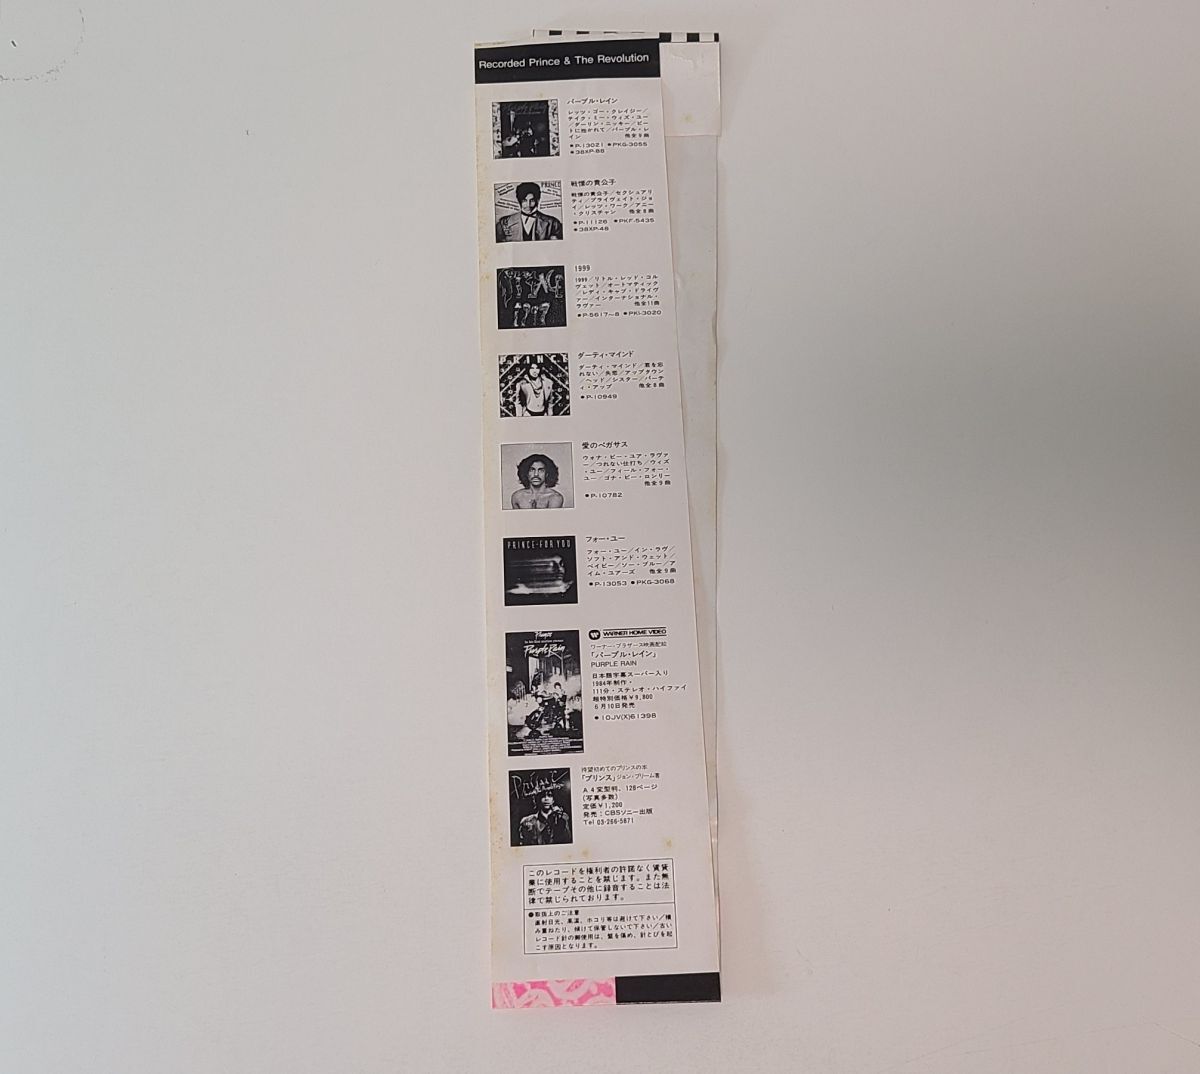 Recorded Prince & The Revolution
パープル・レイン
レッツ・ゴー・クレイジー／
テイク・ミー・ウィズ・ユー
／ダーリン・ニッキー／ビー
トに抱かれて／パープル・レ
イン 他全9曲
●P-13021 ●PKG-3055
●38XP-88
戦慄の貴公子
戦慄の貴公子／セクシュアリ
ティ／プライヴェイト・ジョ
イ／レッツ・ワーク／アニー
・クリスチャン 他全8曲
●P-11126 ●PKF-5435
●38XP-48
1999
1999／リトル・レッド・コル
ヴェット／オートマティック
／レディ・キャブ・ドライヴ
ァー／インターナショナル・
ラヴァー 他全11曲
●P-5617〜8 ●PKI-3020
PRINCE
ダーティ・マインド
ダーティ・マインド／君を忘
れない／失恋／アップタウン
／ヘッド／シスター／パーテ
ィ・アップ 他全8曲
●P-10949
愛のペガサス
ウォナ・ビー・ユア・ラヴァ
ー／つれない仕打ち／ウィズ
・ユー／フィール・フォー・
ユー／ゴナ・ビー・ロンリー
他全9曲
●P-10782
PRINCE-FOR YOU
フォー・ユー
フォー・ユー／イン・ラヴ／
ソフト・アンド・ウェット／
ベイビー／ソー・ブルー／ア
イム・ユアーズ 他全9曲
●P-13053 ●PKG-3068
Purple Rain
WARNER HOME VIDEO
ワーナー・ブラザース映画配給
「パープル・レイン」
PURPLE RAIN
日本語字幕スーパー入り
1984年制作・
111分・ステレオ・ハイファイ
超特別価格￥9,800
6月10日発売
●10JV(X)61398
Prince
待望初めてのプリンスの本
「プリンス」ジョン・ブリーム著
A4変型判、128ページ
(写真多数)
定価￥1,200
発売：CBSソニー出版
Tel 03-266-5871
このレコードを権利者の許諾なく賃貸
業に使用することを禁じます。また無
断でテープその他に録音することは法
律で禁じられております。
●取扱上のご注意
直射日光、高温、ホコリ等は避けて下さい／積
み重ねたり、傾けて保管しないで下さい／古い
レコード針の御使用は、盤を傷め、針とびを起
こす原因となります。